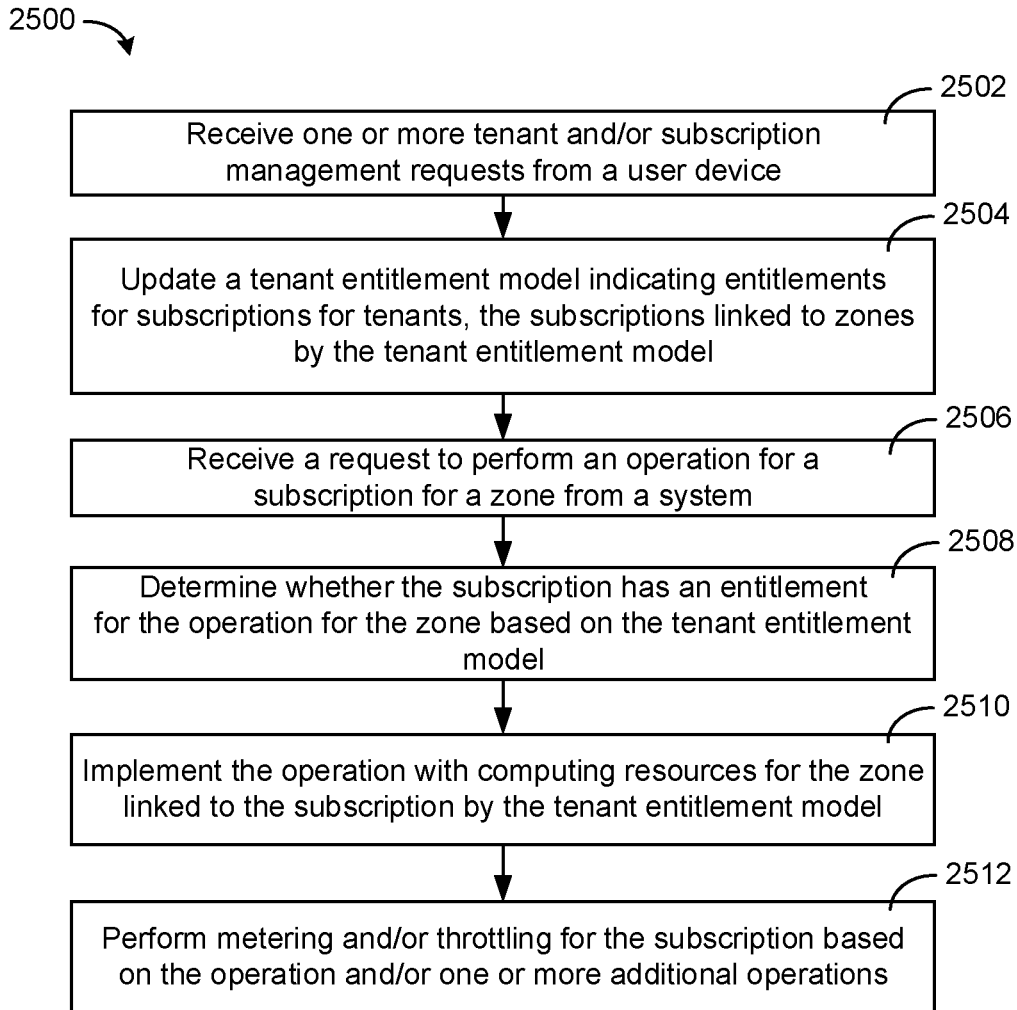 2500
2502
Receive one or more tenant and/or subscription
management requests from a user device
2504
Update a tenant entitlement model indicating entitlements
for subscriptions for tenants, the subscriptions linked to zones
by the tenant entitlement model
2506
Receive a request to perform an operation for a
subscription for a zone from a system
2508
Determine whether the subscription has an entitlement
for the operation for the zone based on the tenant entitlement
model
2510
Implement the operation with computing resources for the zone
linked to the subscription by the tenant entitlement model
2512
Perform metering and/or throttling for the subscription based
on the operation and/or one or more additional operations